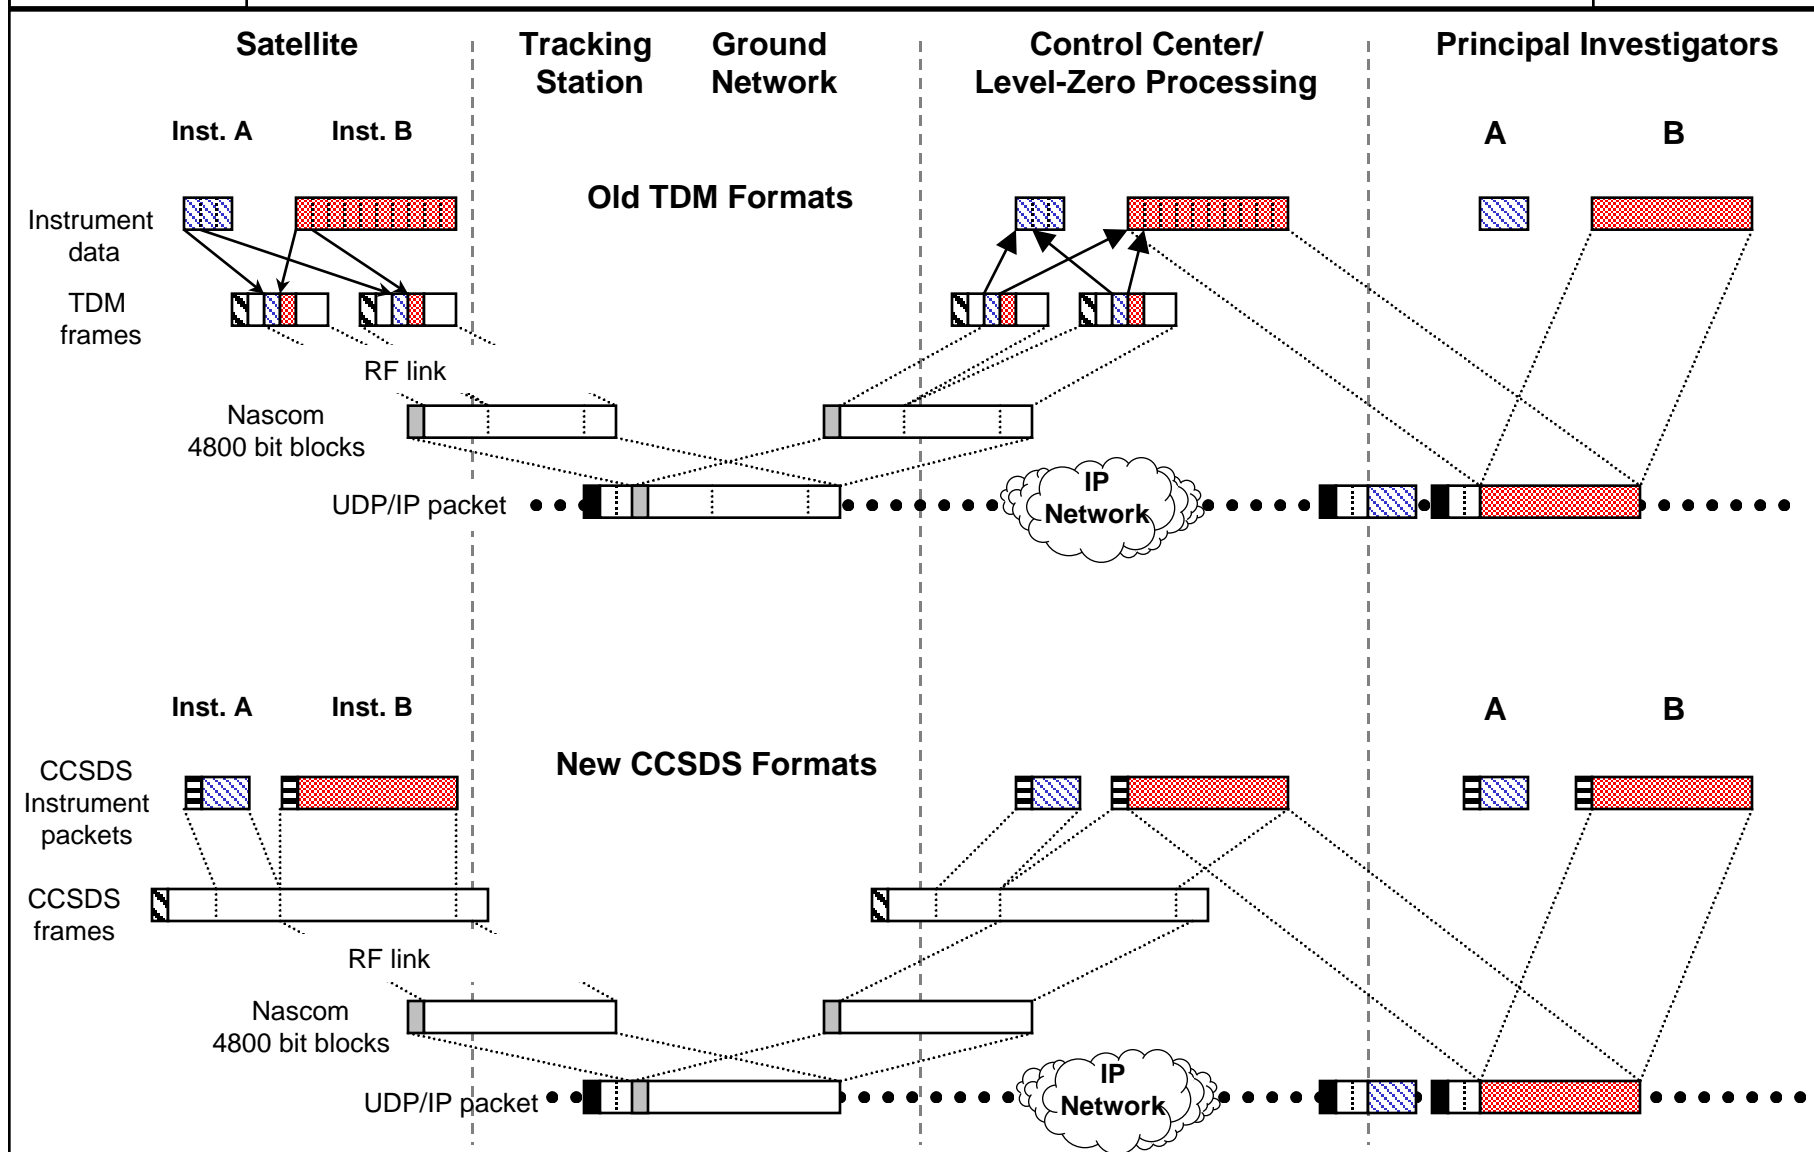 Satellite
Tracking
Station
Ground
Network
Control Center/
Level-Zero Processing
Principal Investigators
Inst. A
Inst. B
A
B
Old TDM Formats
Instrument
data
TDM
frames
RF link
Nascom
4800 bit blocks
UDP/IP packet
IP
Network
Inst. A
Inst. B
A
B
New CCSDS Formats
CCSDS
Instrument
packets
CCSDS
frames
RF link
Nascom
4800 bit blocks
UDP/IP packet
IP
Network